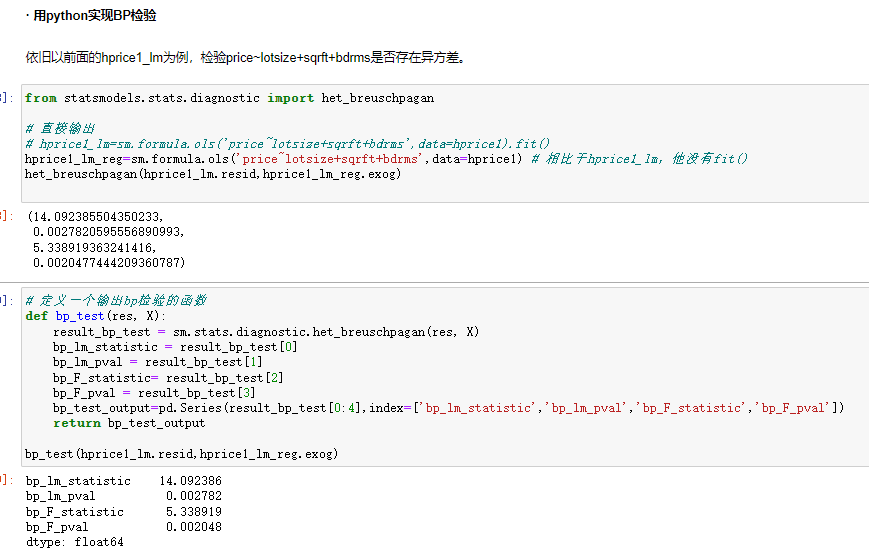 · 用python实现BP检验
依旧以前面的hprice1_lm为例，检验price~lotsize+sqrft+bdrms是否存在异方差。
]: from statsmodels.stats.diagnostic import het_breuschpagan
# 直接输出
# hprice1_lm=sm.formula.ols('price~lotsize+sqrft+bdrms',data=hprice1).fit()
hprice1_lm_reg=sm.formula.ols('price~lotsize+sqrft+bdrms',data=hprice1) # 相比于hprice1_lm，他没有fit()
het_breuschpagan(hprice1_lm.resid,hprice1_lm_reg.exog)
]: (14.092385504350233,
0.0027820595556890993,
5.338919363241416,
0.0020477444209360787)
]: # 定义一个输出bp检验的函数
def bp_test(res, X):
    result_bp_test = sm.stats.diagnostic.het_breuschpagan(res, X)
    bp_lm_statistic = result_bp_test[0]
    bp_lm_pval = result_bp_test[1]
    bp_F_statistic= result_bp_test[2]
    bp_F_pval = result_bp_test[3]
    bp_test_output=pd.Series(result_bp_test[0:4],index=['bp_lm_statistic','bp_lm_pval','bp_F_statistic','bp_F_pval'])
    return bp_test_output
bp_test(hprice1_lm.resid,hprice1_lm_reg.exog)
]: bp_lm_statistic    14.092386
bp_lm_pval          0.002782
bp_F_statistic      5.338919
bp_F_pval           0.002048
dtype: float64